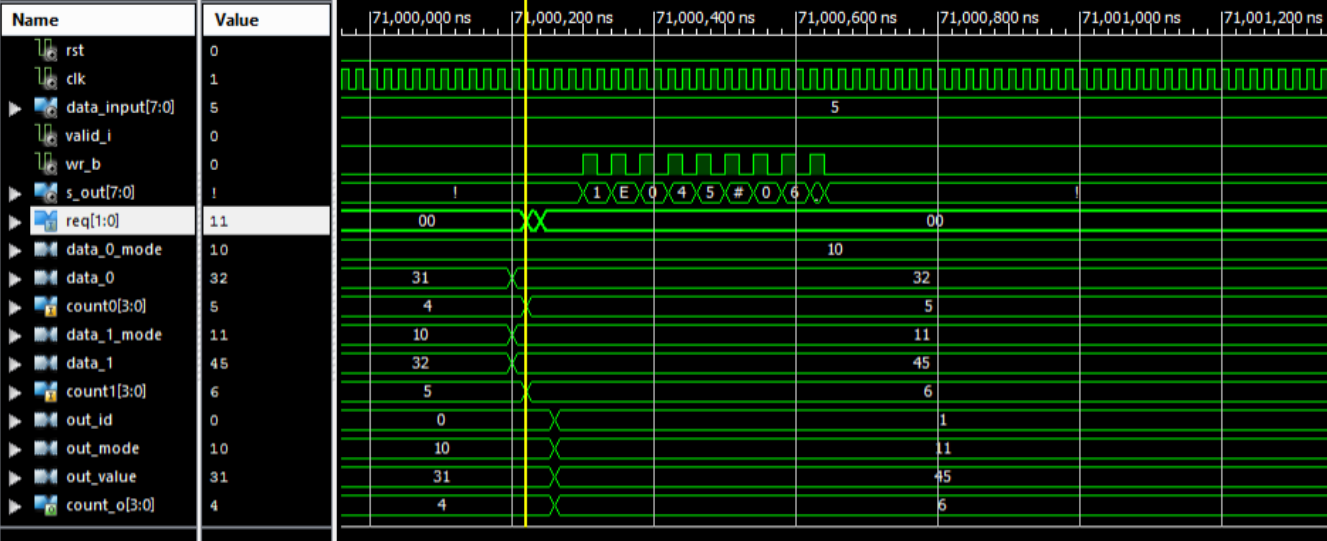 Name Value 71,000,000 ns 71,000,200 ns 71,000,400 ns 71,000,600 ns 71,000,800 ns 71,001,000 ns 71,001,200 ns
rst 0
clk 1
data_input[7:0] 5 5
valid_i 0
wr_b 0
s_out[7:0] ! ! 1 E 0 4 5 # 0 6 . !
req[1:0] 11 00 00
data_0_mode 10 10
data_0 32 31 32
count0[3:0] 5 4 5
data_1_mode 11 10 11
data_1 45 32 45
count1[3:0] 6 5 6
out_id 0 0 1
out_mode 10 10 11
out_value 31 31 45
count_o[3:0] 4 4 6